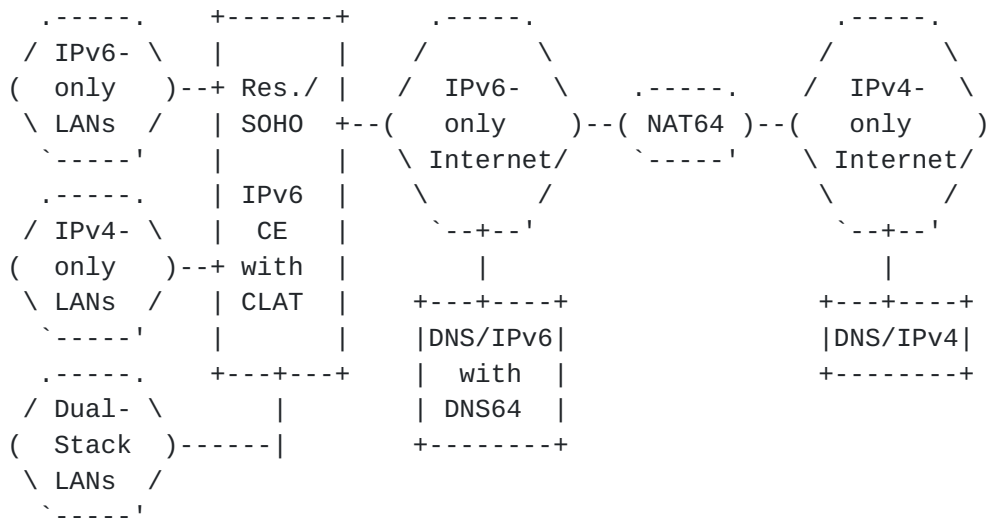 IPv6-
only
LANs
IPv4-
only
LANs
Dual-
Stack
LANs
Res./
SOHO
IPv6
CE
with
CLAT
IPv6-
only
Internet
DNS/IPv6
with
DNS64
NAT64
IPv4-
only
Internet
DNS/IPv4